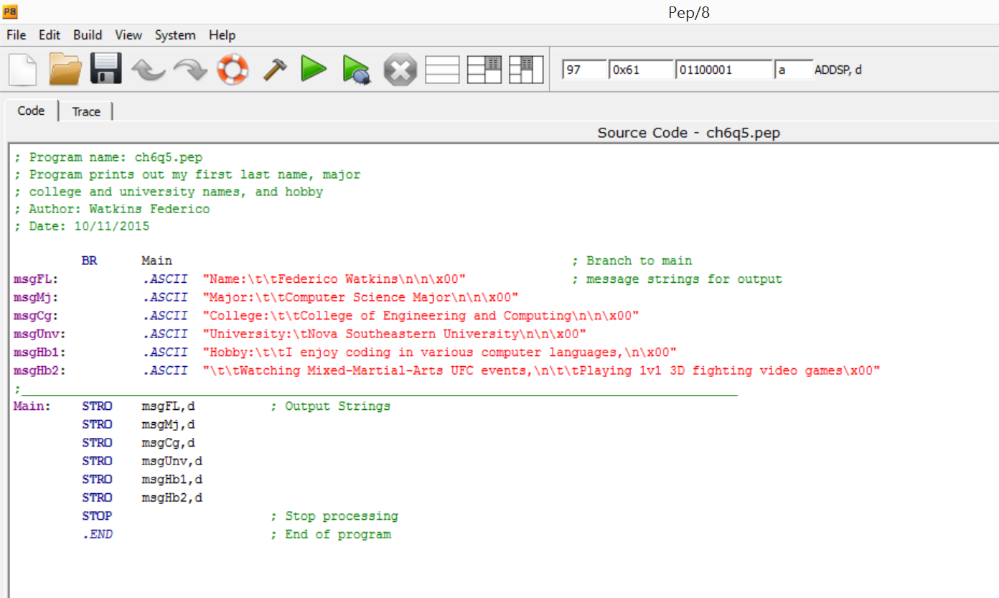 P8 Pep/8
File Edit Build View System Help
97 0x61 01100001 a ADDSP, d
Code Trace
Source Code - ch6q5.pep
; Program name: ch6q5.pep
; Program prints out my first last name, major
; college and university names, and hobby
; Author: Watkins Federico
; Date: 10/11/2015
BR Main ; Branch to main
msgFL: .ASCII "Name:\t\tFederico Watkins\n\n\x00" ; message strings for output
msgMj: .ASCII "Major:\t\tComputer Science Major\n\n\x00"
msgCg: .ASCII "College:\t\tCollege of Engineering and Computing\n\n\x00"
msgUnv: .ASCII "University:\tNova Southeastern University\n\n\x00"
msgHb1: .ASCII "Hobby:\t\tI enjoy coding in various computer languages,\n\x00"
msgHb2: .ASCII "\t\tWatching Mixed-Martial-Arts UFC events,\n\t\tPlaying 1v1 3D fighting video games\x00"
;_______________________________________________________________________________________________
Main: STRO msgFL,d ; Output Strings
STRO msgMj,d
STRO msgCg,d
STRO msgUnv,d
STRO msgHb1,d
STRO msgHb2,d
STOP ; Stop processing
.END ; End of program